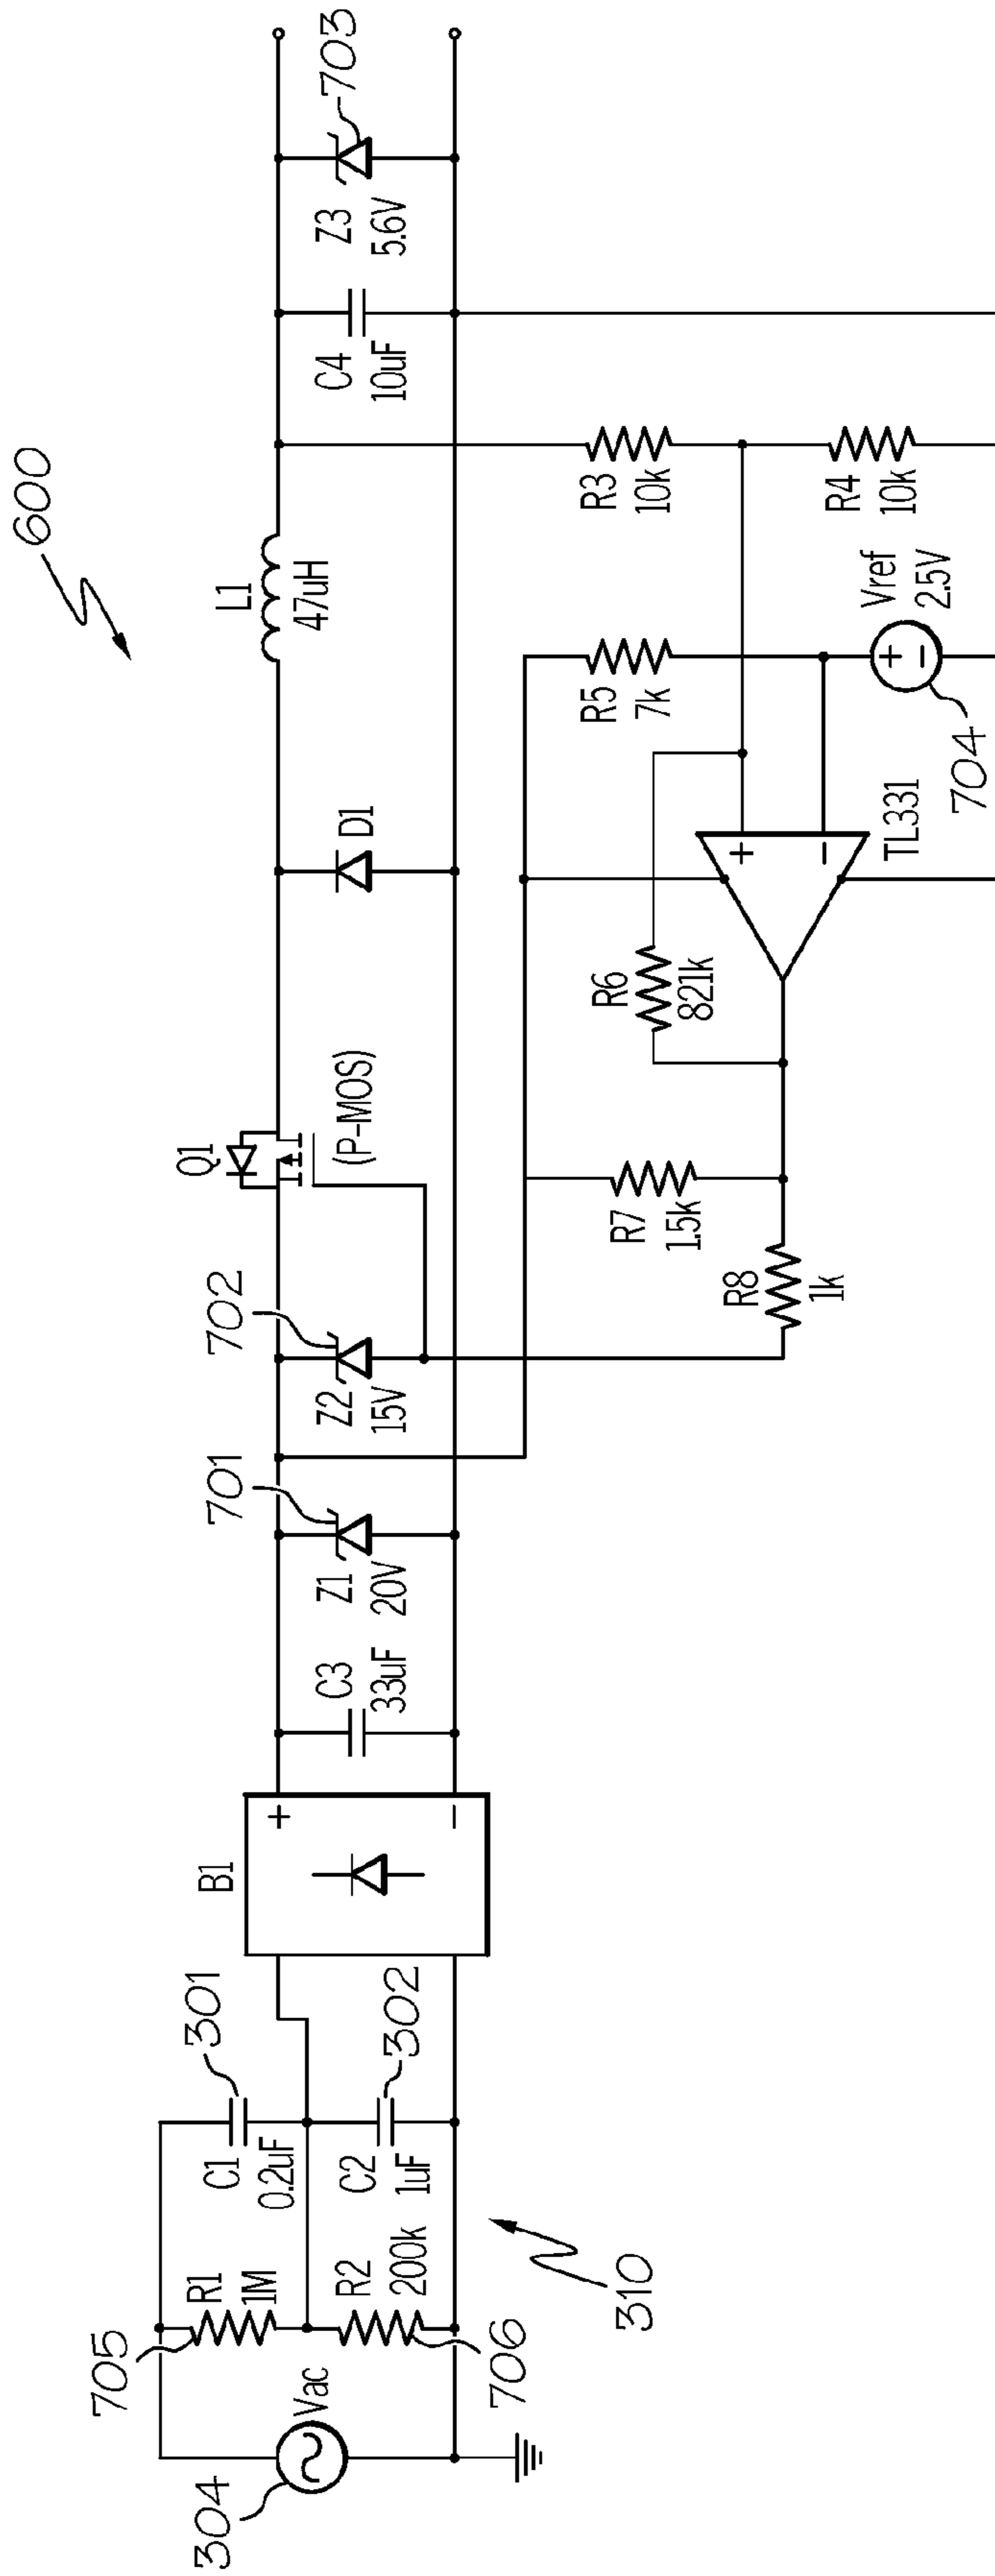 600
304
Vac
705
R1
1M
706
R2
200k
310
301
C1
0.2uF
302
C2
1uF
B1
+
−
C3
33uF
701
Z1
20V
702
Z2
15V
Q1
(P-MOS)
D1
L1
47uH
C4
10uF
703
Z3
5.6V
R8
1k
R7
1.5k
R6
821k
+
−
TL331
R5
7k
R3
10k
R4
10k
Vref
2.5V
+
−
704